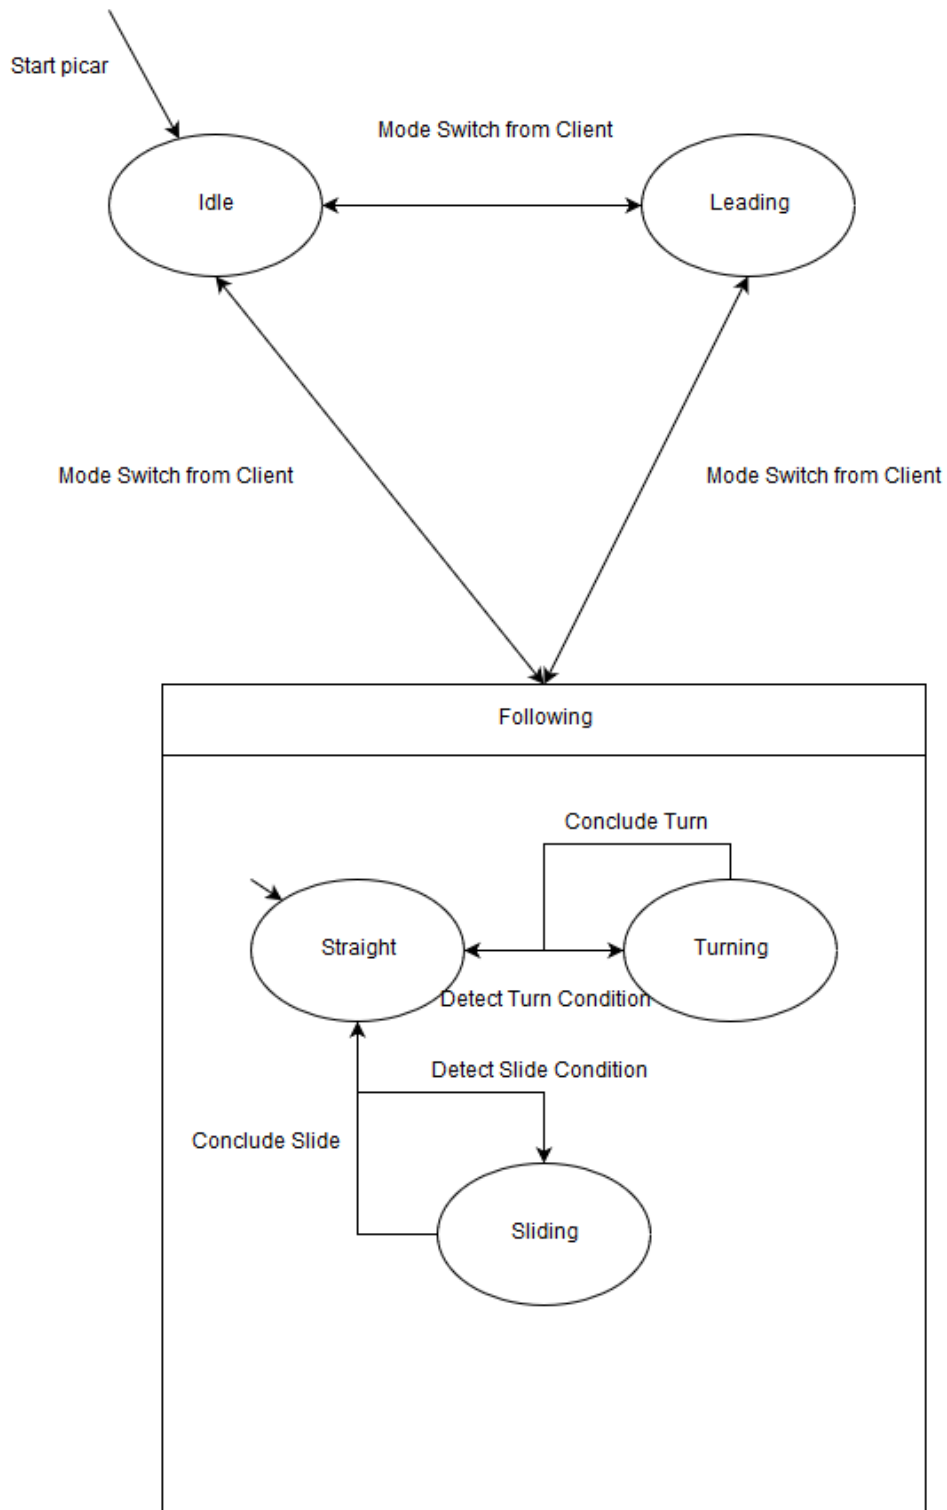 Start picar
Mode Switch from Client
Idle
Leading
Mode Switch from Client
Mode Switch from Client
Following
Conclude Turn
Straight
Turning
Detect Turn Condition
Detect Slide Condition
Conclude Slide
Sliding